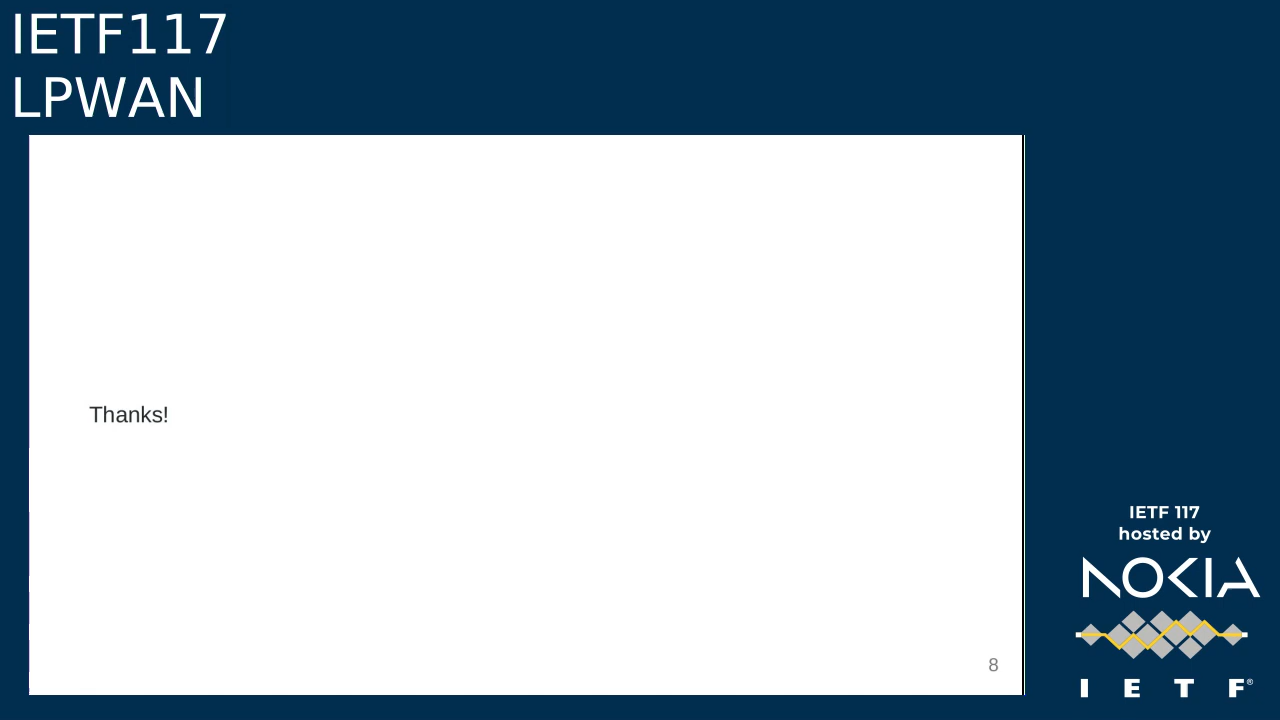 IETF117
LPWAN
Thanks!
8
IETF 117
hosted by
NOKIA
I E T F®